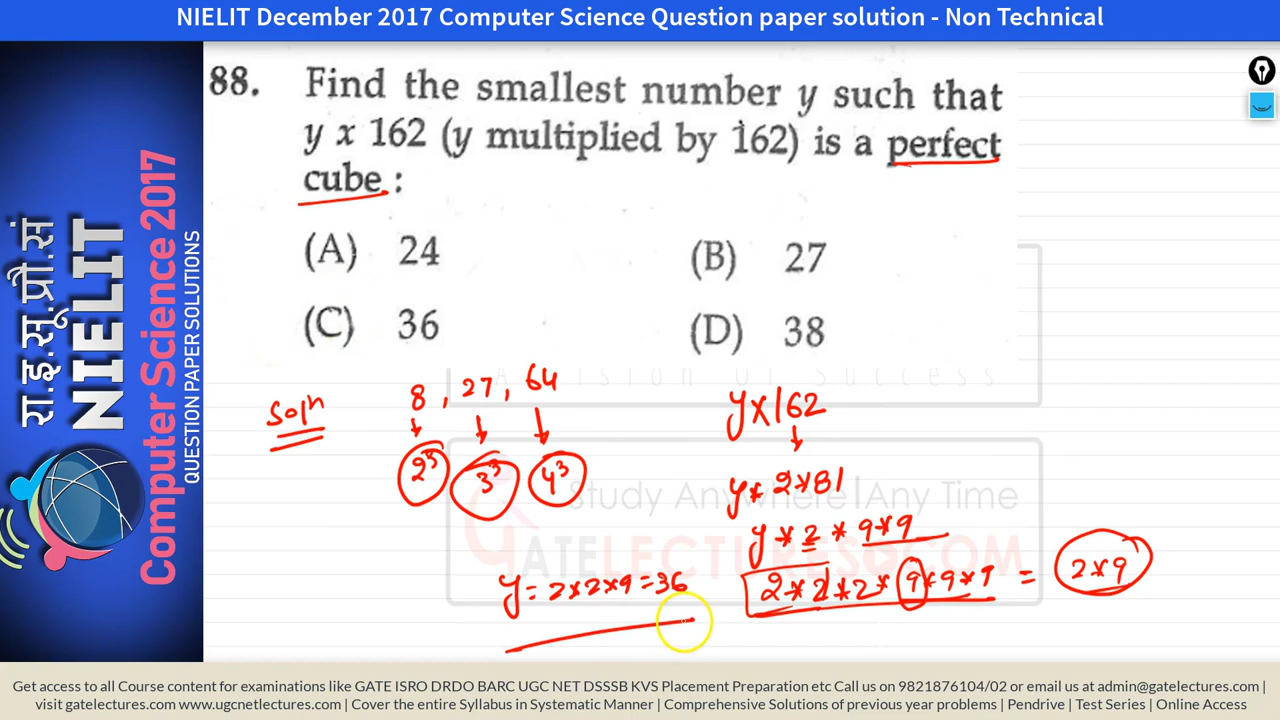 NIELIT December 2017 Computer Science Question paper solution - Non Technical
रा.इ.सू.प्रौ.सं
NIELIT
Computer Science 2017
QUESTION PAPER SOLUTIONS
88. Find the smallest number y such that
y x 162 (y multiplied by 162) is a perfect
cube :
(A) 24 (B) 27
(C) 36 (D) 38
A Vision of Success
Study Anywhere Any Time
GATELECTURES.COM
Soln
8, 27, 64
2³ 3³ 4³
y = 2*2*9 = 36
y x 162
y * 2*81
y * 2 * 9*9
2*2*2*9*9*9 = 2*9
Get access to all Course content for examinations like GATE ISRO DRDO BARC UGC NET DSSSB KVS Placement Preparation etc Call us on 9821876104/02 or email us at admin@gatelectures.com |
visit gatelectures.com www.ugcnetlectures.com | Cover the entire Syllabus in Systematic Manner | Comprehensive Solutions of previous year problems | Pendrive | Test Series | Online Access